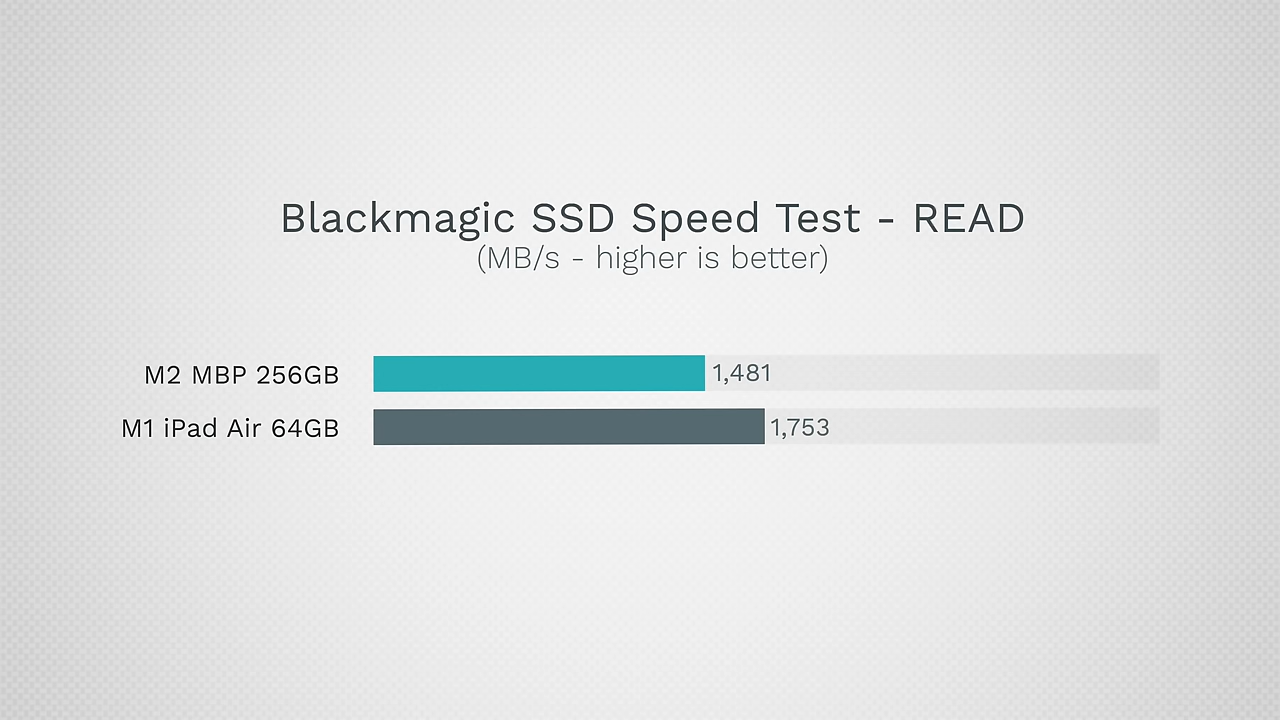 Blackmagic SSD Speed Test - READ
(MB/s - higher is better)
M2 MBP 256GB 1,481
M1 iPad Air 64GB 1,753